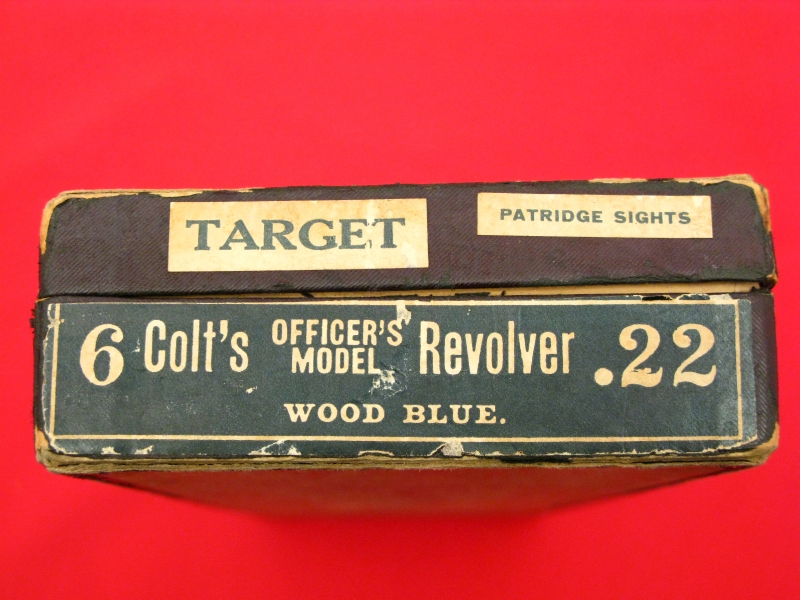 TARGET
PATRIDGE SIGHTS
6 Colt's OFFICER'S MODEL Revolver .22
WOOD BLUE.